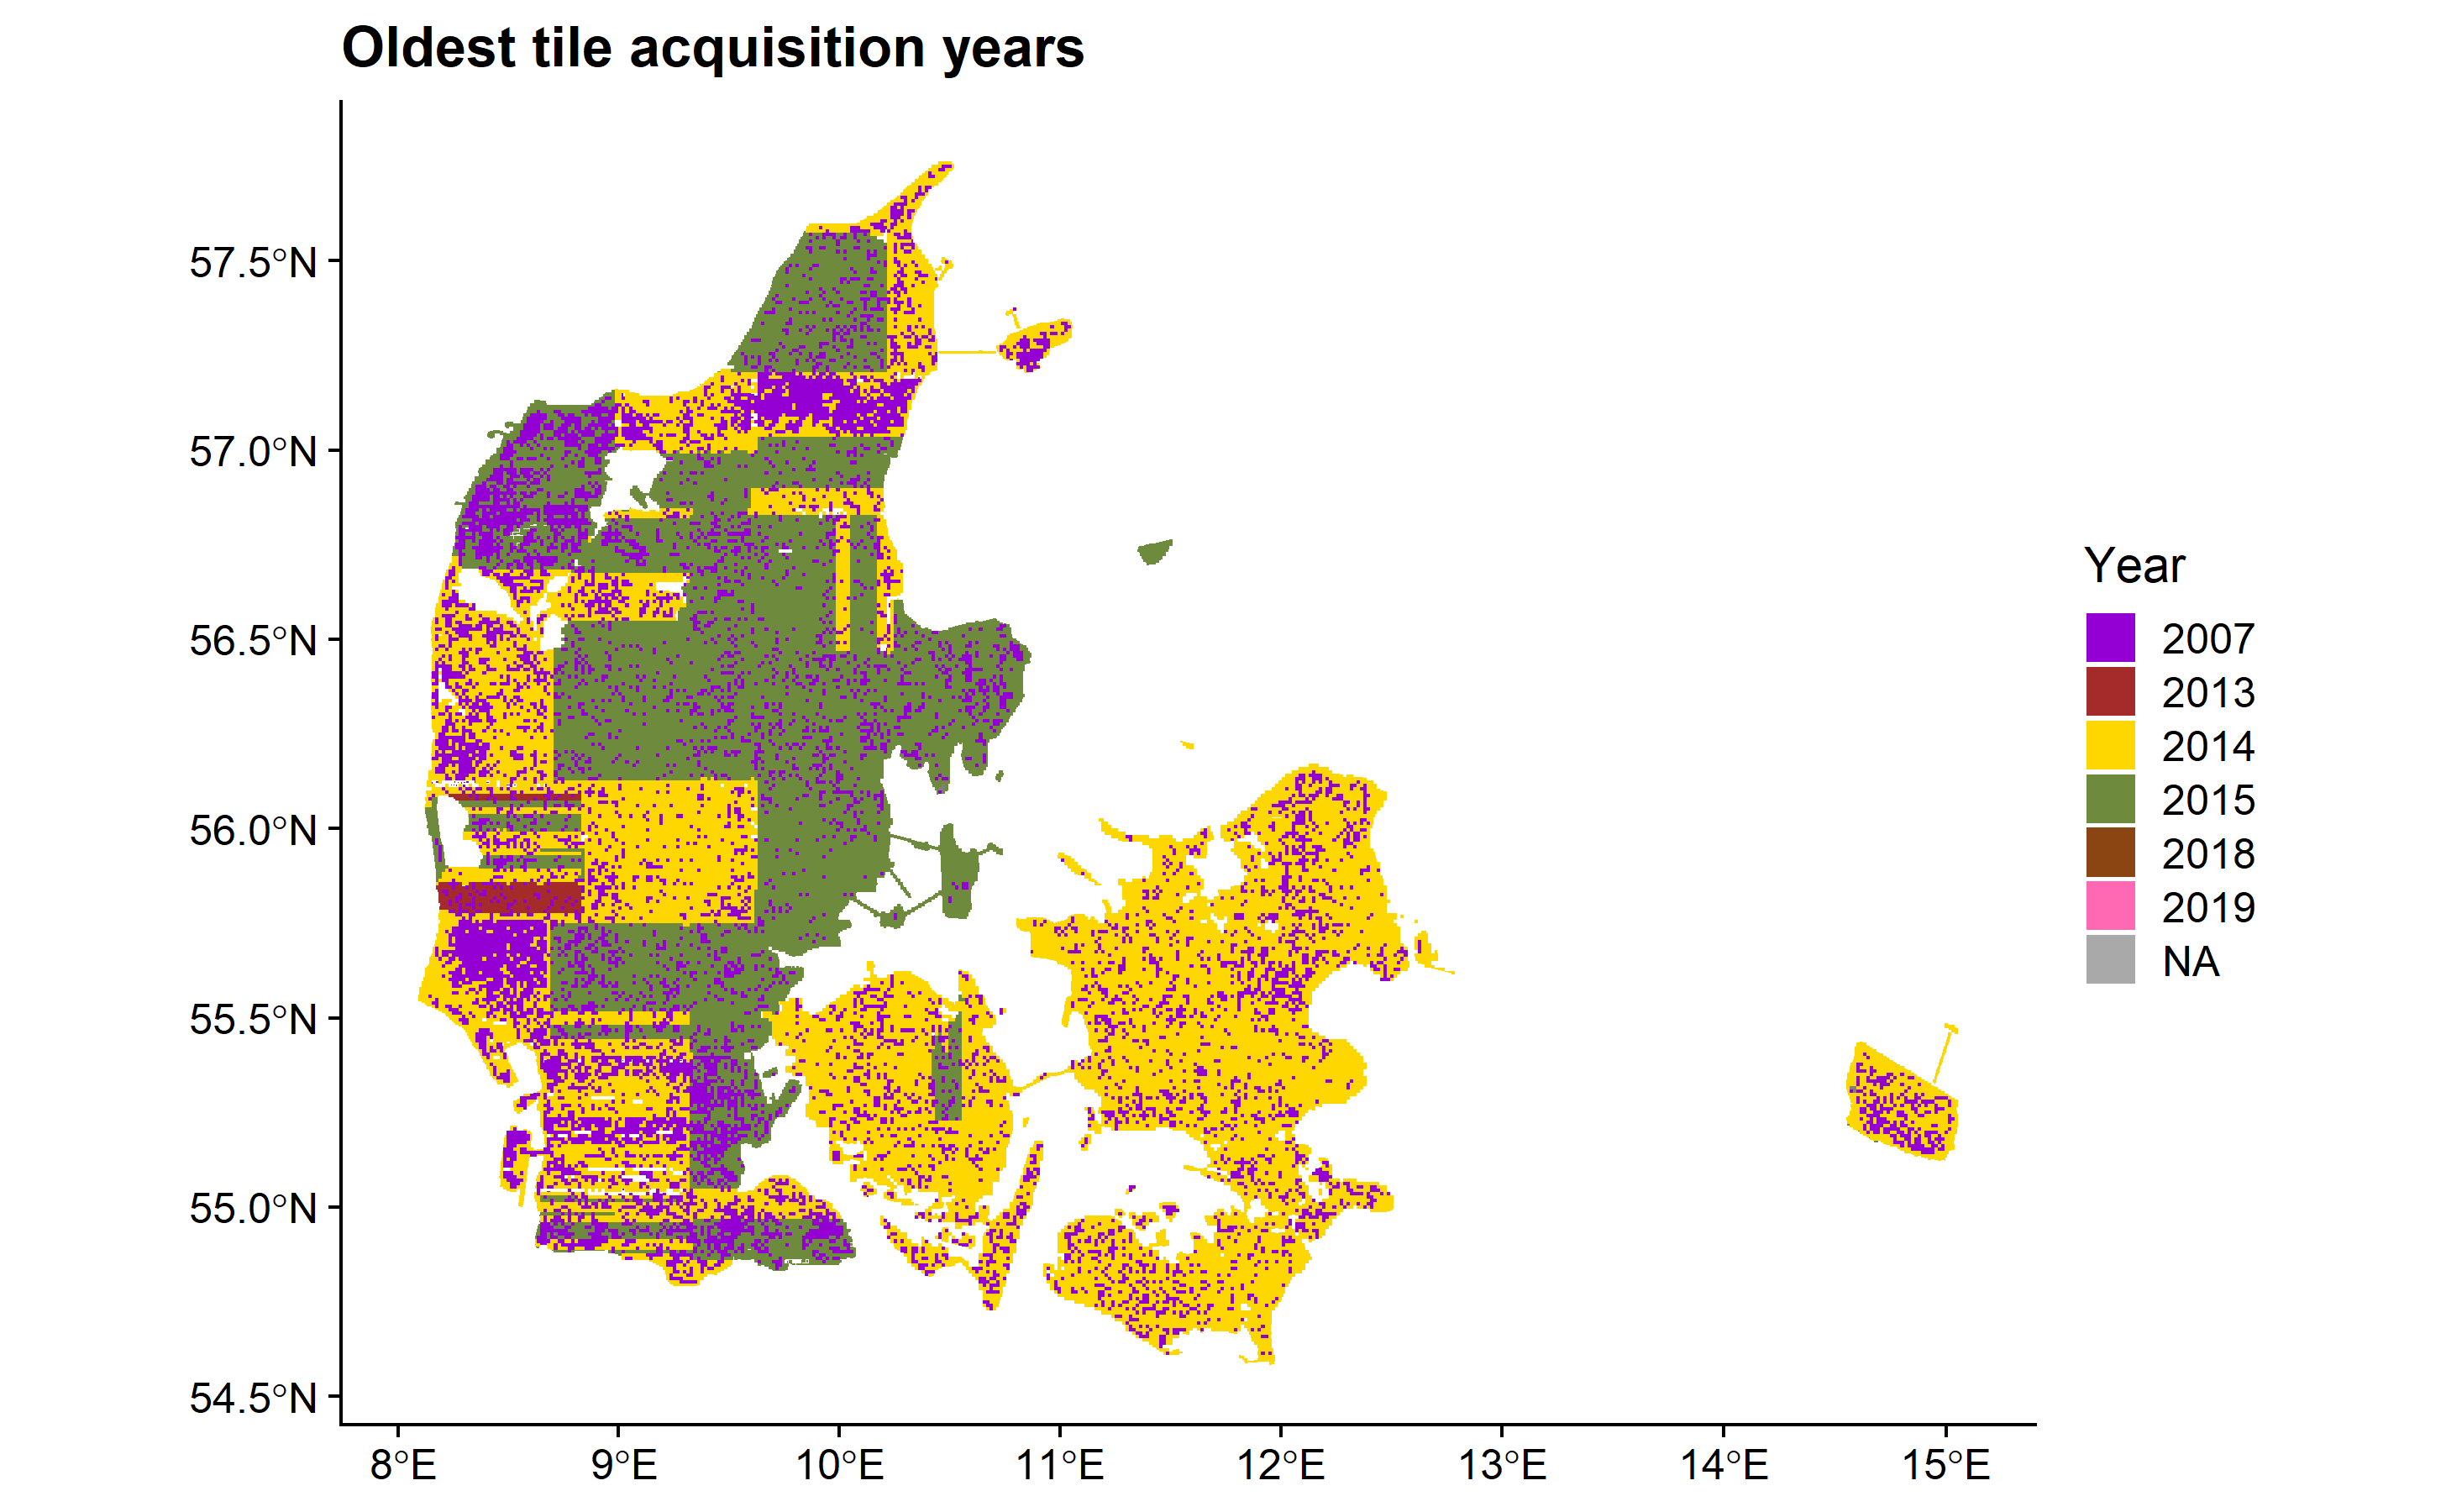 Oldest tile acquisition years
57.5°N
57.0°N
56.5°N
56.0°N
55.5°N
55.0°N
54.5°N
8°E 9°E 10°E 11°E 12°E 13°E 14°E 15°E
Year
2007
2013
2014
2015
2018
2019
NA